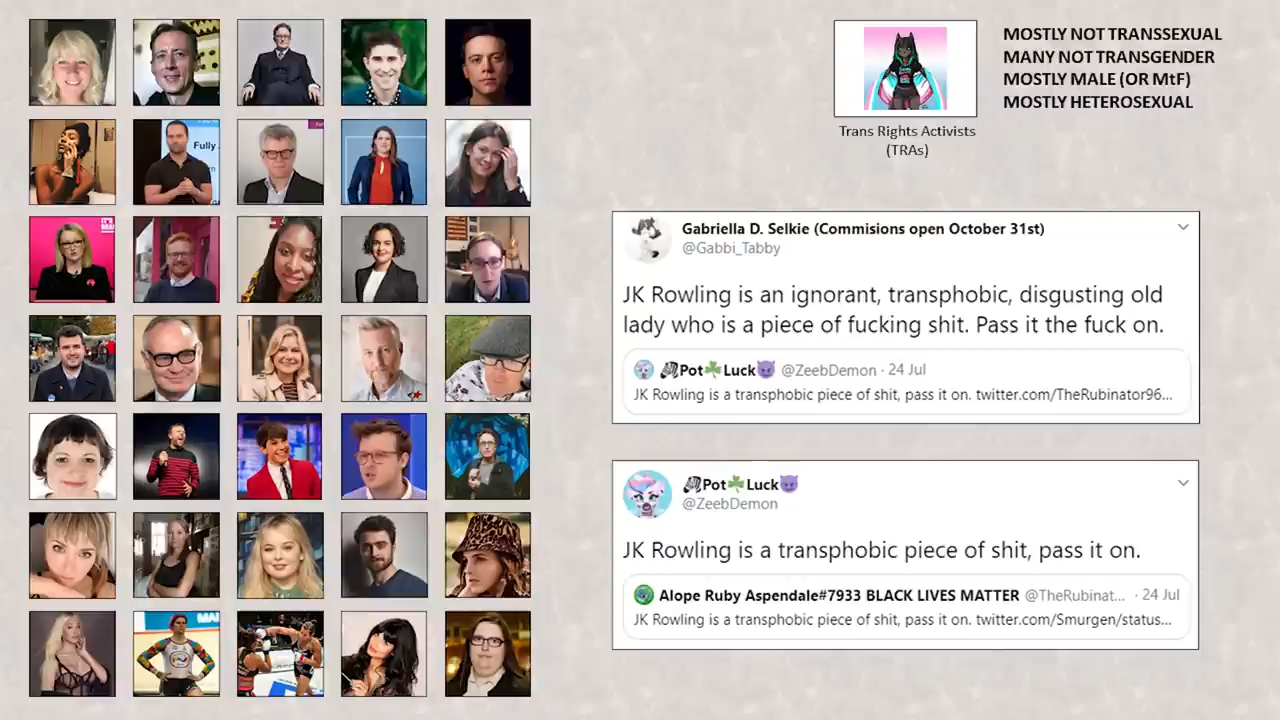 MOSTLY NOT TRANSSEXUAL
MANY NOT TRANSGENDER
MOSTLY MALE (OR MtF)
MOSTLY HETEROSEXUAL
Trans Rights Activists
(TRAs)
Fully
Gabriella D. Selkie (Commisions open October 31st)
@Gabbi_Tabby
JK Rowling is an ignorant, transphobic, disgusting old
lady who is a piece of fucking shit. Pass it the fuck on.
🦓Pot☘️Luck😈 @ZeebDemon · 24 Jul
JK Rowling is a transphobic piece of shit, pass it on. twitter.com/TheRubinator96...
🦓Pot☘️Luck😈
@ZeebDemon
JK Rowling is a transphobic piece of shit, pass it on.
Alope Ruby Aspendale#7933 BLACK LIVES MATTER @TheRubinat... · 24 Jul
JK Rowling is a transphobic piece of shit, pass it on. twitter.com/Smurgen/status...